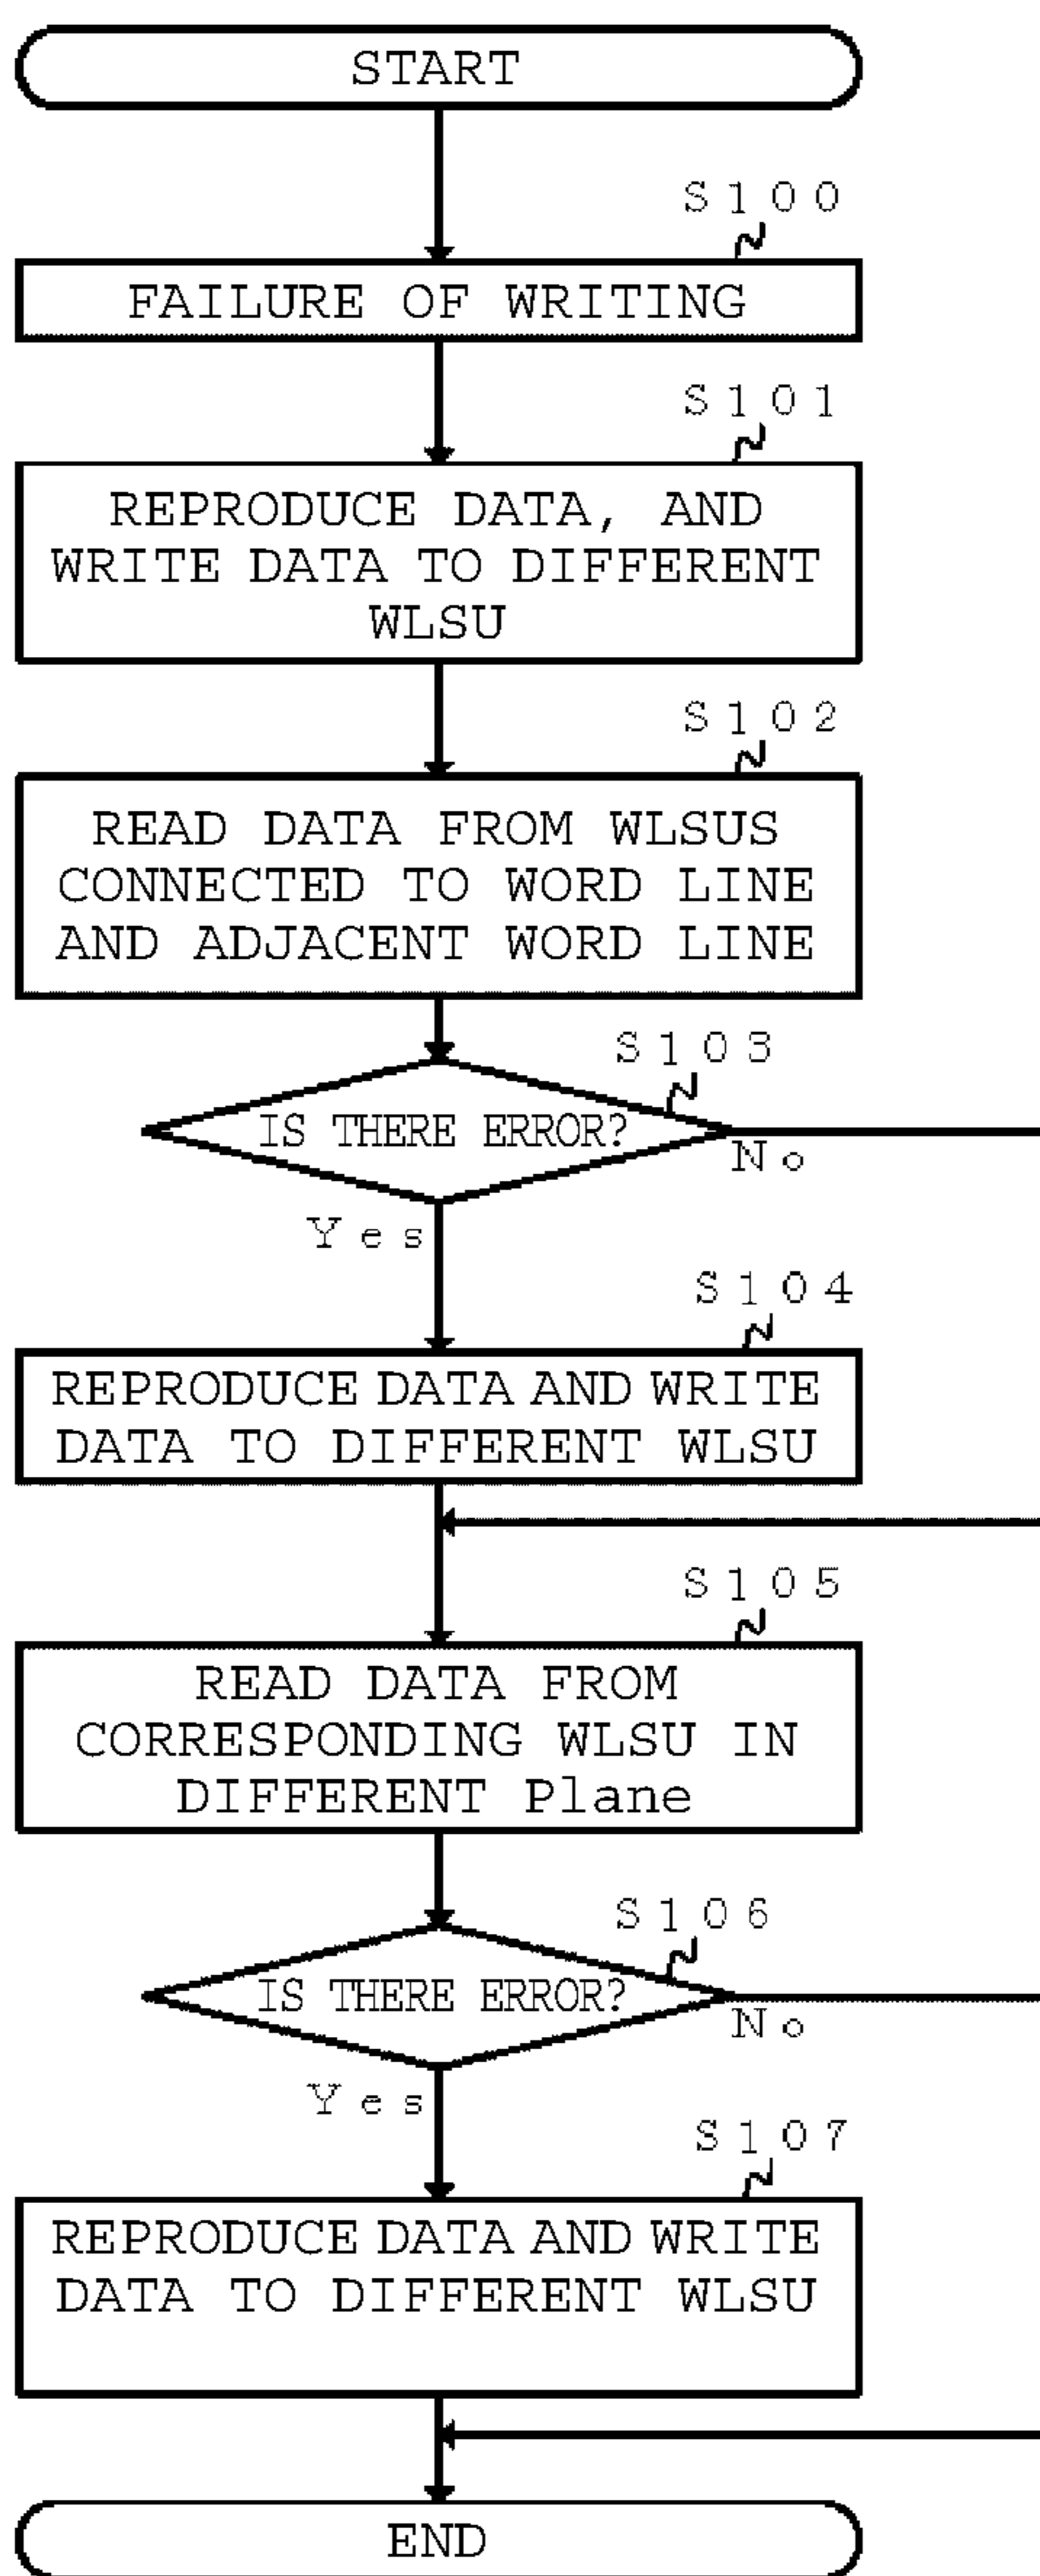 START
S100
FAILURE OF WRITING
S101
REPRODUCE DATA, AND
WRITE DATA TO DIFFERENT
WLSU
S102
READ DATA FROM WLSUS
CONNECTED TO WORD LINE
AND ADJACENT WORD LINE
S103
IS THERE ERROR?
No
Yes
S104
REPRODUCE DATA AND WRITE
DATA TO DIFFERENT WLSU
S105
READ DATA FROM
CORRESPONDING WLSU IN
DIFFERENT Plane
S106
IS THERE ERROR?
No
Yes
S107
REPRODUCE DATA AND WRITE
DATA TO DIFFERENT WLSU
END